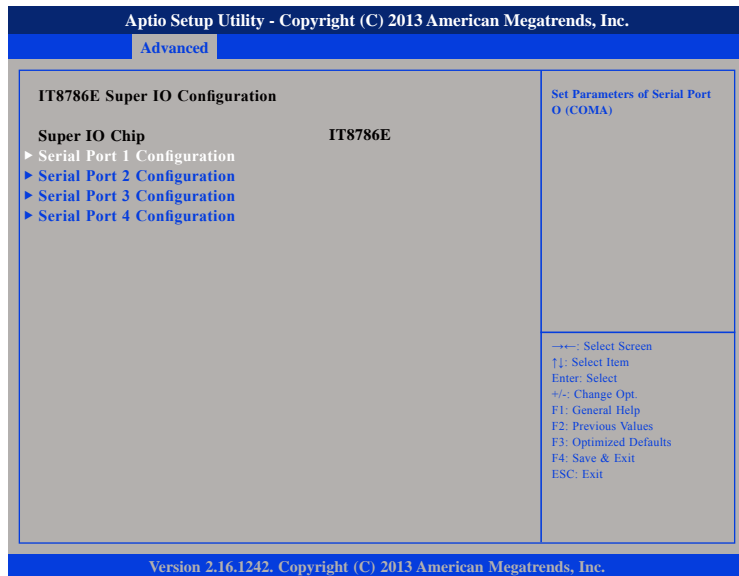 Aptio Setup Utility - Copyright (C) 2013 American Megatrends, Inc.
Advanced
IT8786E Super IO Configuration
Super IO Chip IT8786E
► Serial Port 1 Configuration
► Serial Port 2 Configuration
► Serial Port 3 Configuration
► Serial Port 4 Configuration
Set Parameters of Serial Port
O (COMA)
→←: Select Screen
↑↓: Select Item
Enter: Select
+/-: Change Opt.
F1: General Help
F2: Previous Values
F3: Optimized Defaults
F4: Save & Exit
ESC: Exit
Version 2.16.1242. Copyright (C) 2013 American Megatrends, Inc.